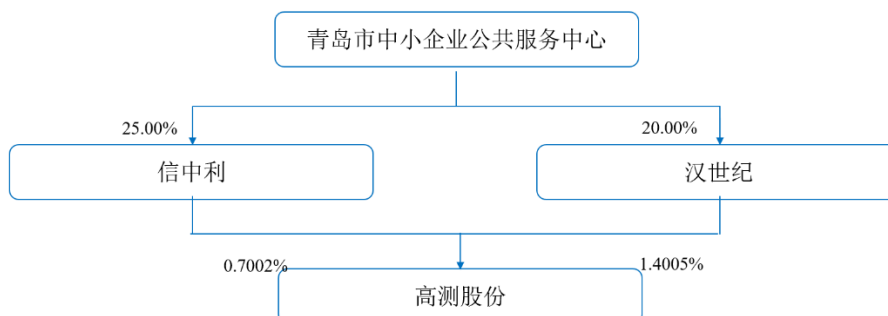 青岛市中小企业公共服务中心
25.00%
20.00%
信中利
汉世纪
0.7002%
1.4005%
高测股份